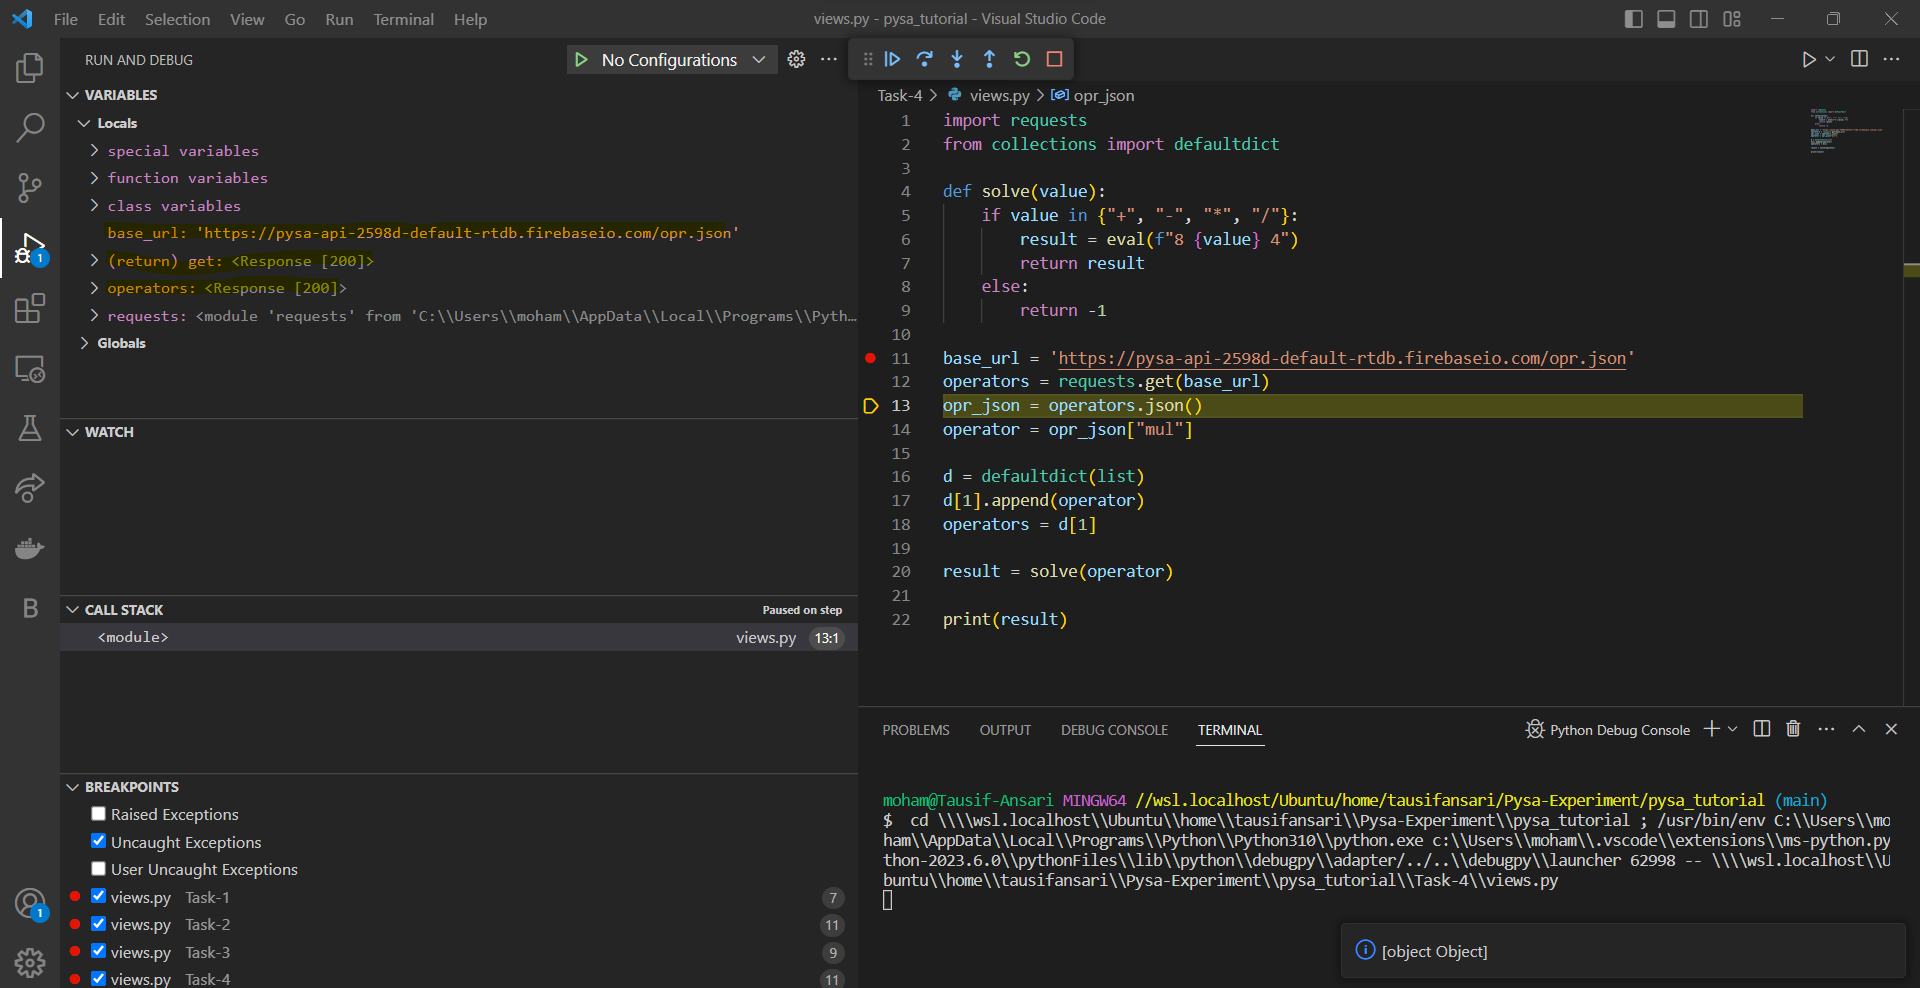 File Edit Selection View Go Run Terminal Help
views.py - pysa_tutorial - Visual Studio Code
RUN AND DEBUG
No Configurations
VARIABLES
Locals
special variables
function variables
class variables
base_url: 'https://pysa-api-2598d-default-rtdb.firebaseio.com/opr.json'
(return) get: <Response [200]>
operators: <Response [200]>
requests: <module 'requests' from 'C:\\Users\\moham\\AppData\\Local\\Programs\\Pyth…
Globals
WATCH
CALL STACK
Paused on step
<module>
views.py 13:1
BREAKPOINTS
Raised Exceptions
Uncaught Exceptions
User Uncaught Exceptions
views.py Task-1 7
views.py Task-2 11
views.py Task-3 9
views.py Task-4 11
1
B
1
Task-4 > views.py > opr_json
1 import requests
2 from collections import defaultdict
3
4 def solve(value):
5 if value in {"+", "-", "*", "/"}:
6 result = eval(f"8 {value} 4")
7 return result
8 else:
9 return -1
10
11 base_url = 'https://pysa-api-2598d-default-rtdb.firebaseio.com/opr.json'
12 operators = requests.get(base_url)
13 opr_json = operators.json()
14 operator = opr_json["mul"]
15
16 d = defaultdict(list)
17 d[1].append(operator)
18 operators = d[1]
19
20 result = solve(operator)
21
22 print(result)
PROBLEMS OUTPUT DEBUG CONSOLE TERMINAL
Python Debug Console
moham@Tausif-Ansari MINGW64 //wsl.localhost/Ubuntu/home/tausifansari/Pysa-Experiment/pysa_tutorial (main)
$ cd \\\\wsl.localhost\\Ubuntu\\home\\tausifansari\\Pysa-Experiment\\pysa_tutorial ; /usr/bin/env C:\\Users\\mo
ham\\AppData\\Local\\Programs\\Python\\Python310\\python.exe c:\\Users\\moham\\.vscode\\extensions\\ms-python.py
thon-2023.6.0\\pythonFiles\\lib\\python\\debugpy\\adapter/../..\\debugpy\\launcher 62998 -- \\\\wsl.localhost\\U
buntu\\home\\tausifansari\\Pysa-Experiment\\pysa_tutorial\\Task-4\\views.py
[object Object]